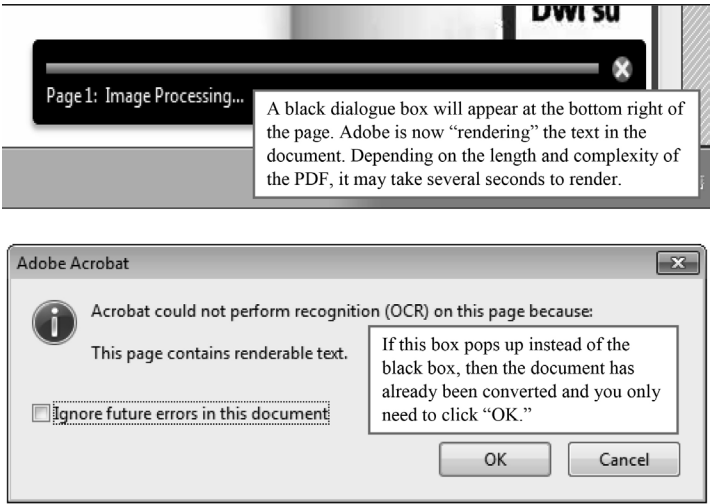 DWI su
Page 1: Image Processing...
A black dialogue box will appear at the bottom right of
the page. Adobe is now “rendering” the text in the
document. Depending on the length and complexity of
the PDF, it may take several seconds to render.
Adobe Acrobat
Acrobat could not perform recognition (OCR) on this page because:
This page contains renderable text.
If this box pops up instead of the
black box, then the document has
already been converted and you only
need to click “OK.”
Ignore future errors in this document
OK
Cancel